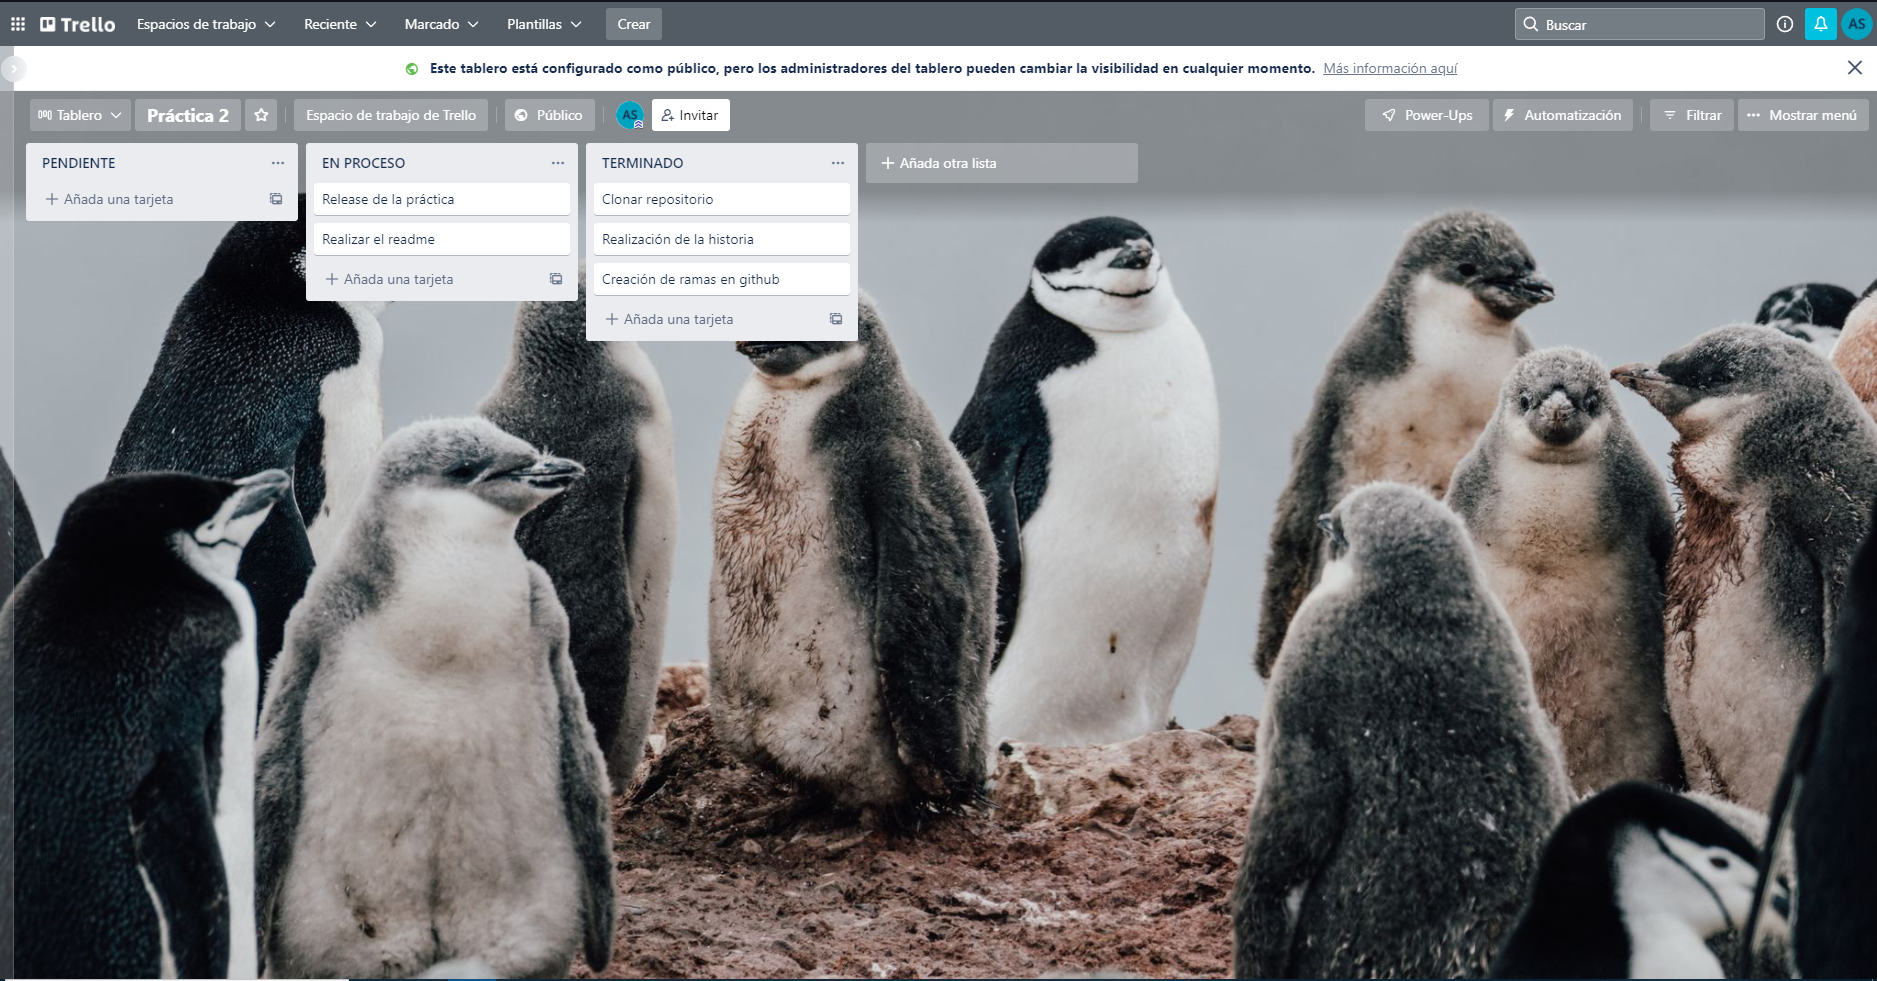 Trello
Espacios de trabajo
Reciente
Marcado
Plantillas
Crear
Buscar
AS
Este tablero está configurado como público, pero los administradores del tablero pueden cambiar la visibilidad en cualquier momento. Más información aquí
Tablero
Práctica 2
Espacio de trabajo de Trello
Público
AS
Invitar
Power-Ups
Automatización
Filtrar
Mostrar menú
PENDIENTE
Añada una tarjeta
EN PROCESO
Release de la práctica
Realizar el readme
Añada una tarjeta
TERMINADO
Clonar repositorio
Realización de la historia
Creación de ramas en github
Añada una tarjeta
Añada otra lista